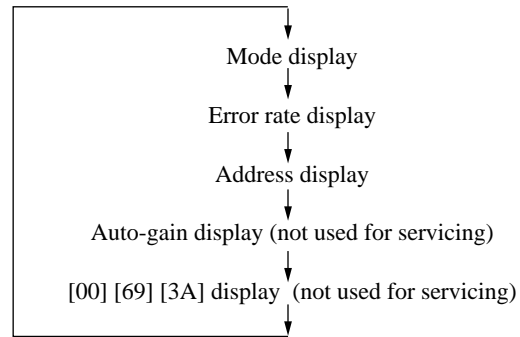 Mode display
Error rate display
Address display
Auto-gain display (not used for servicing)
[00] [69] [3A] display (not used for servicing)